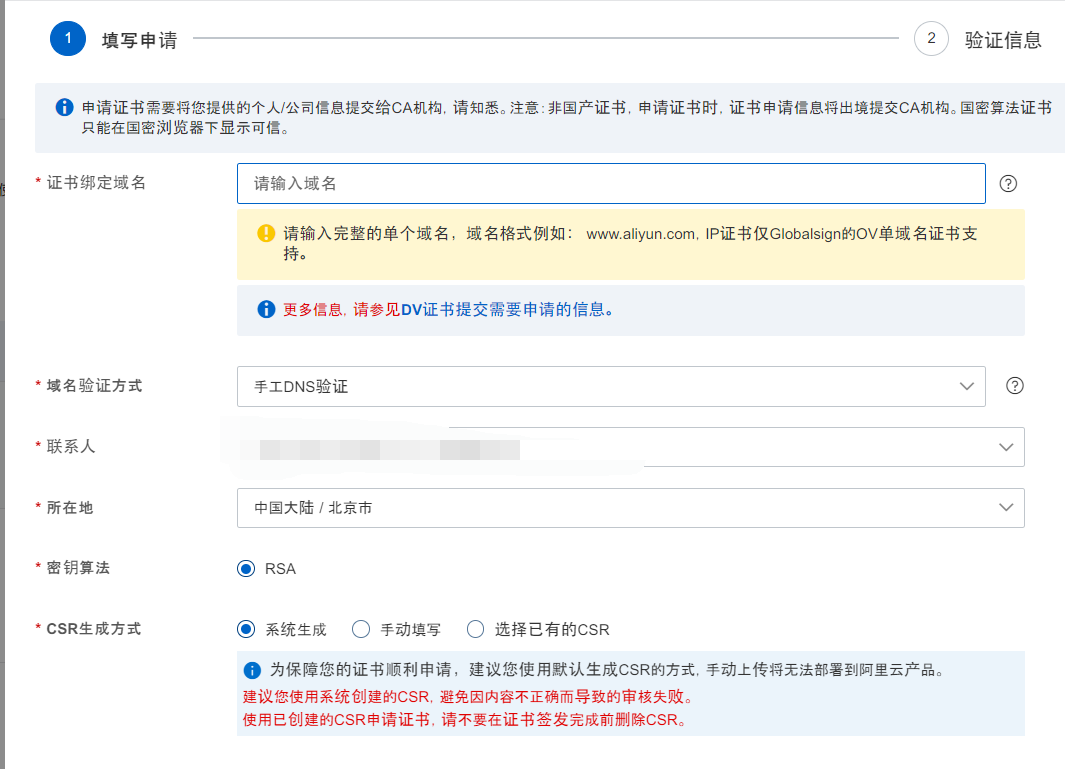 1 填写申请 2 验证信息
申请证书需要将您提供的个人/公司信息提交给CA机构, 请知悉。注意: 非国产证书, 申请证书时, 证书申请信息将出境提交CA机构。国密算法证书
只能在国密浏览器下显示可信。
* 证书绑定域名 请输入域名
请输入完整的单个域名，域名格式例如： www.aliyun.com, IP证书仅Globalsign的OV单域名证书支
持。
更多信息, 请参见DV证书提交需要申请的信息。
* 域名验证方式 手工DNS验证
* 联系人
* 所在地 中国大陆 / 北京市
* 密钥算法 RSA
* CSR生成方式 系统生成 手动填写 选择已有的CSR
为保障您的证书顺利申请，建议您使用默认生成CSR的方式, 手动上传将无法部署到阿里云产品。
建议您使用系统创建的CSR, 避免因内容不正确而导致的审核失败。
使用已创建的CSR申请证书, 请不要在证书签发完成前删除CSR。